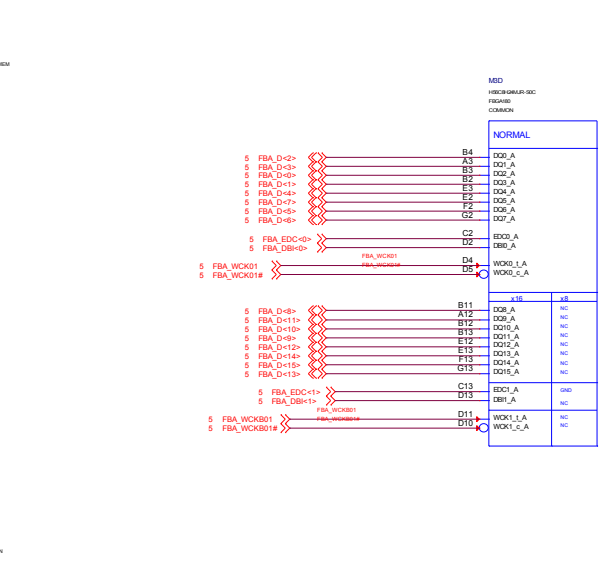 M3D
FBGA180
COMMON
NORMAL
5 FBA_D<2> B4 DQ0_A
5 FBA_D<3> A3 DQ1_A
5 FBA_D<0> B3 DQ2_A
5 FBA_D<1> B2 DQ3_A
5 FBA_D<4> E3 DQ4_A
5 FBA_D<7> E2 DQ5_A
5 FBA_D<5> F2 DQ6_A
5 FBA_D<6> G2 DQ7_A
5 FBA_EDC<0> C2 EDC0_A
5 FBA_DBI<0> D2 DBI0_A
FBA_WCK01
5 FBA_WCK01 D4 WCK0_t_A
FBA_WCK01#
5 FBA_WCK01# D5 WCK0_c_A
x16 x8
5 FBA_D<8> B11 DQ8_A NC
5 FBA_D<11> A12 DQ9_A NC
5 FBA_D<10> B12 DQ10_A NC
5 FBA_D<9> B13 DQ11_A NC
5 FBA_D<12> E12 DQ12_A NC
5 FBA_D<14> E13 DQ13_A NC
5 FBA_D<15> F13 DQ14_A NC
5 FBA_D<13> G13 DQ15_A NC
5 FBA_EDC<1> C13 EDC1_A GND
5 FBA_DBI<1> D13 DBI1_A NC
FBA_WCKB01
5 FBA_WCKB01 D11 WCK1_t_A NC
FBA_WCKB01#
5 FBA_WCKB01# D10 WCK1_c_A NC